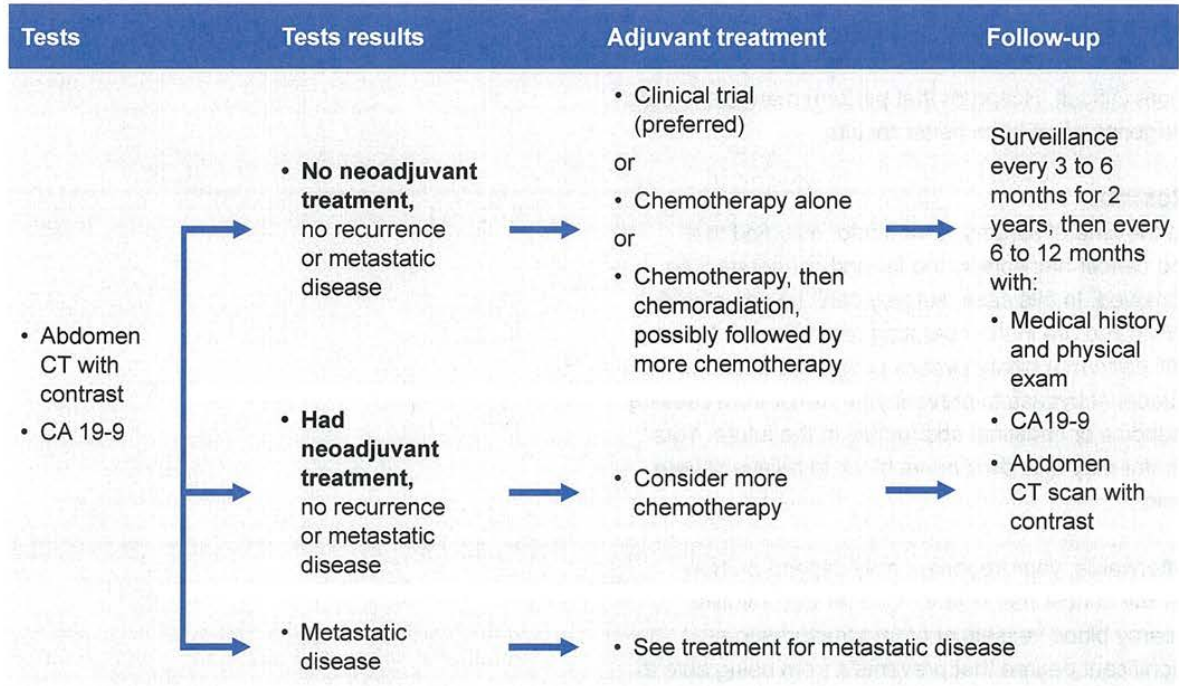 Tests
Tests results
Adjuvant treatment
Follow-up
• Abdomen
CT with
contrast
• CA 19-9
• No neoadjuvant
treatment,
no recurrence
or metastatic
disease
• Had
neoadjuvant
treatment,
no recurrence
or metastatic
disease
• Metastatic
disease
• Clinical trial
(preferred)
or
• Chemotherapy alone
or
• Chemotherapy, then
chemoradiation,
possibly followed by
more chemotherapy
• Consider more
chemotherapy
• See treatment for metastatic disease
Surveillance
every 3 to 6
months for 2
years, then every
6 to 12 months
with:
• Medical history
and physical
exam
• CA 19-9
• Abdomen
CT scan with
contrast